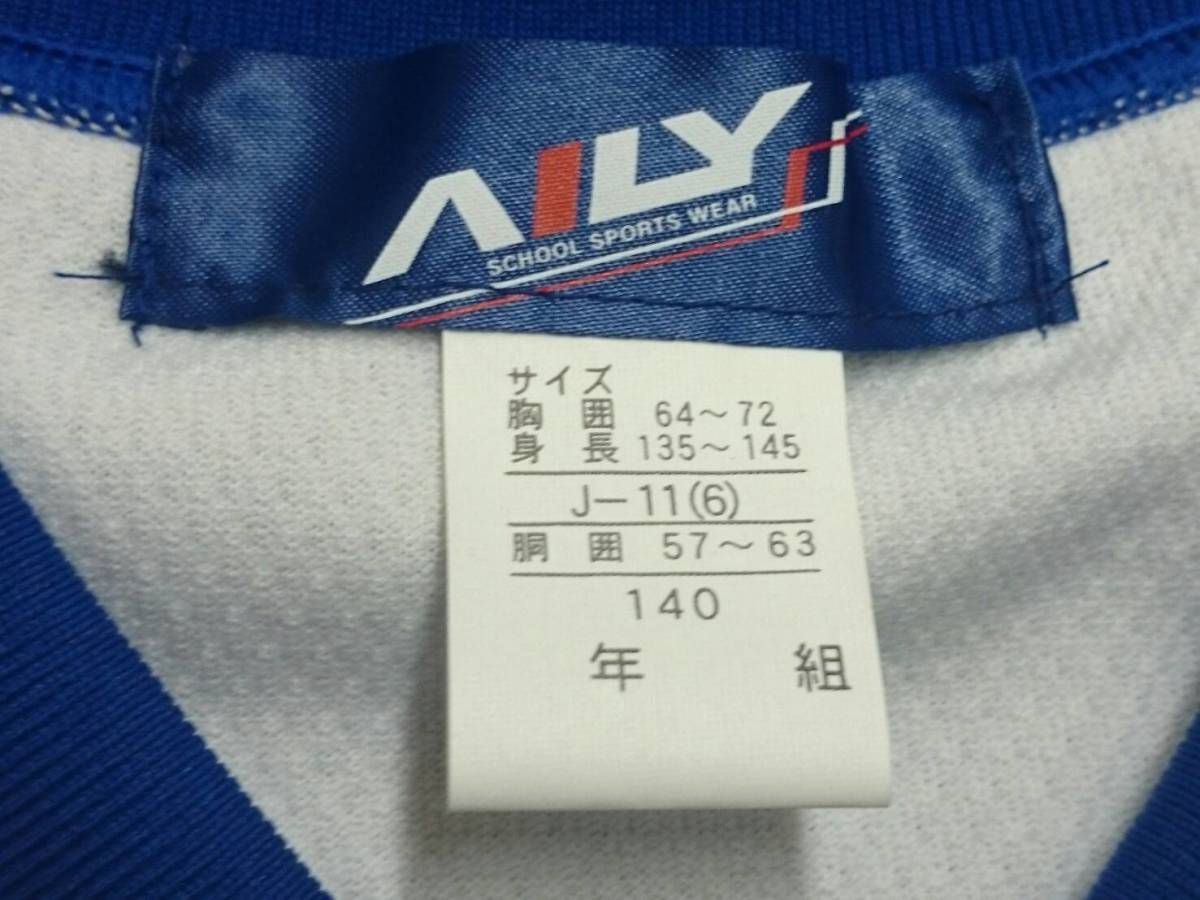 AILY
SCHOOL SPORTS WEAR
サイズ
胸囲 64〜72
身長 135〜145
J−11(6)
胴囲 57〜63
140
年 組